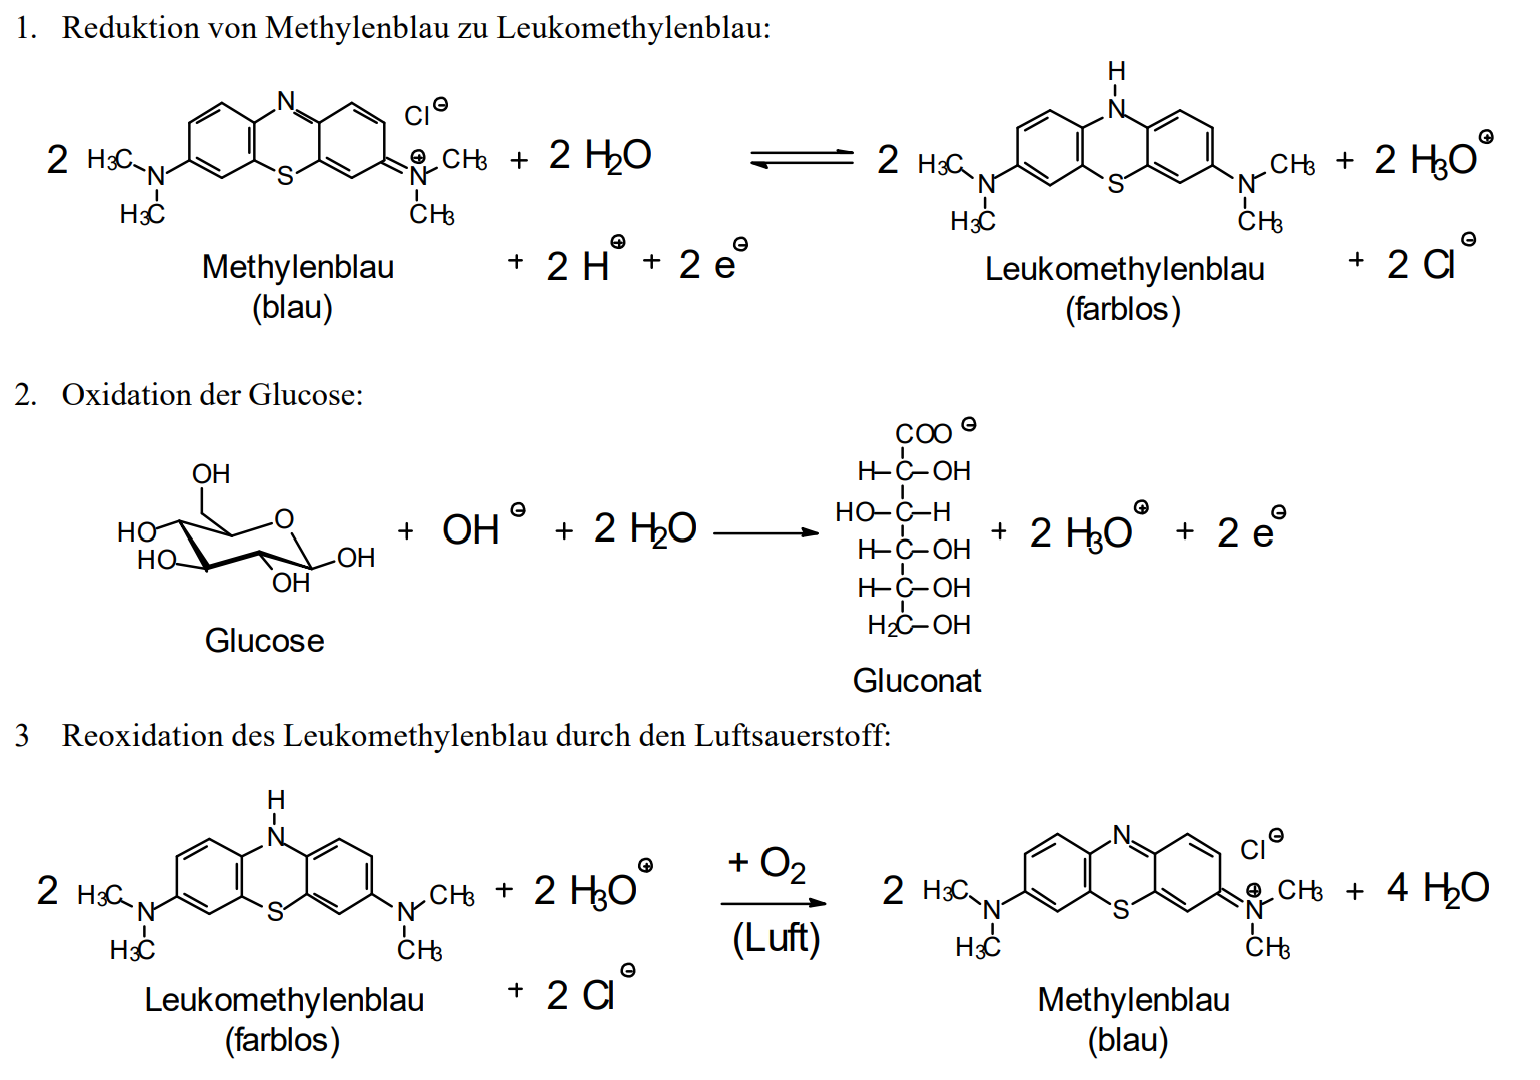 1. Reduktion von Methylenblau zu Leukomethylenblau:
H
N Cl⊖ N
2 H3C N S ⊕ N CH3 + 2 H2O ⇌ 2 H3C N S N CH3 + 2 H3O⊕
H3C CH3 H3C CH3
Methylenblau + 2 H⊕ + 2 e⊖ Leukomethylenblau + 2 Cl⊖
(blau) (farblos)
2. Oxidation der Glucose:
COO⊖
OH H–C–OH
HO O HO–C–H
HO OH + OH⊖ + 2 H2O → H–C–OH + 2 H3O⊕ + 2 e⊖
OH H–C–OH
H2C–OH
Glucose
Gluconat
3 Reoxidation des Leukomethylenblau durch den Luftsauerstoff:
H
N + O2 N Cl⊖
2 H3C N S N CH3 + 2 H3O⊕ → 2 H3C N S ⊕ N CH3 + 4 H2O
H3C CH3 (Luft) H3C CH3
Leukomethylenblau + 2 Cl⊖ Methylenblau
(farblos) (blau)